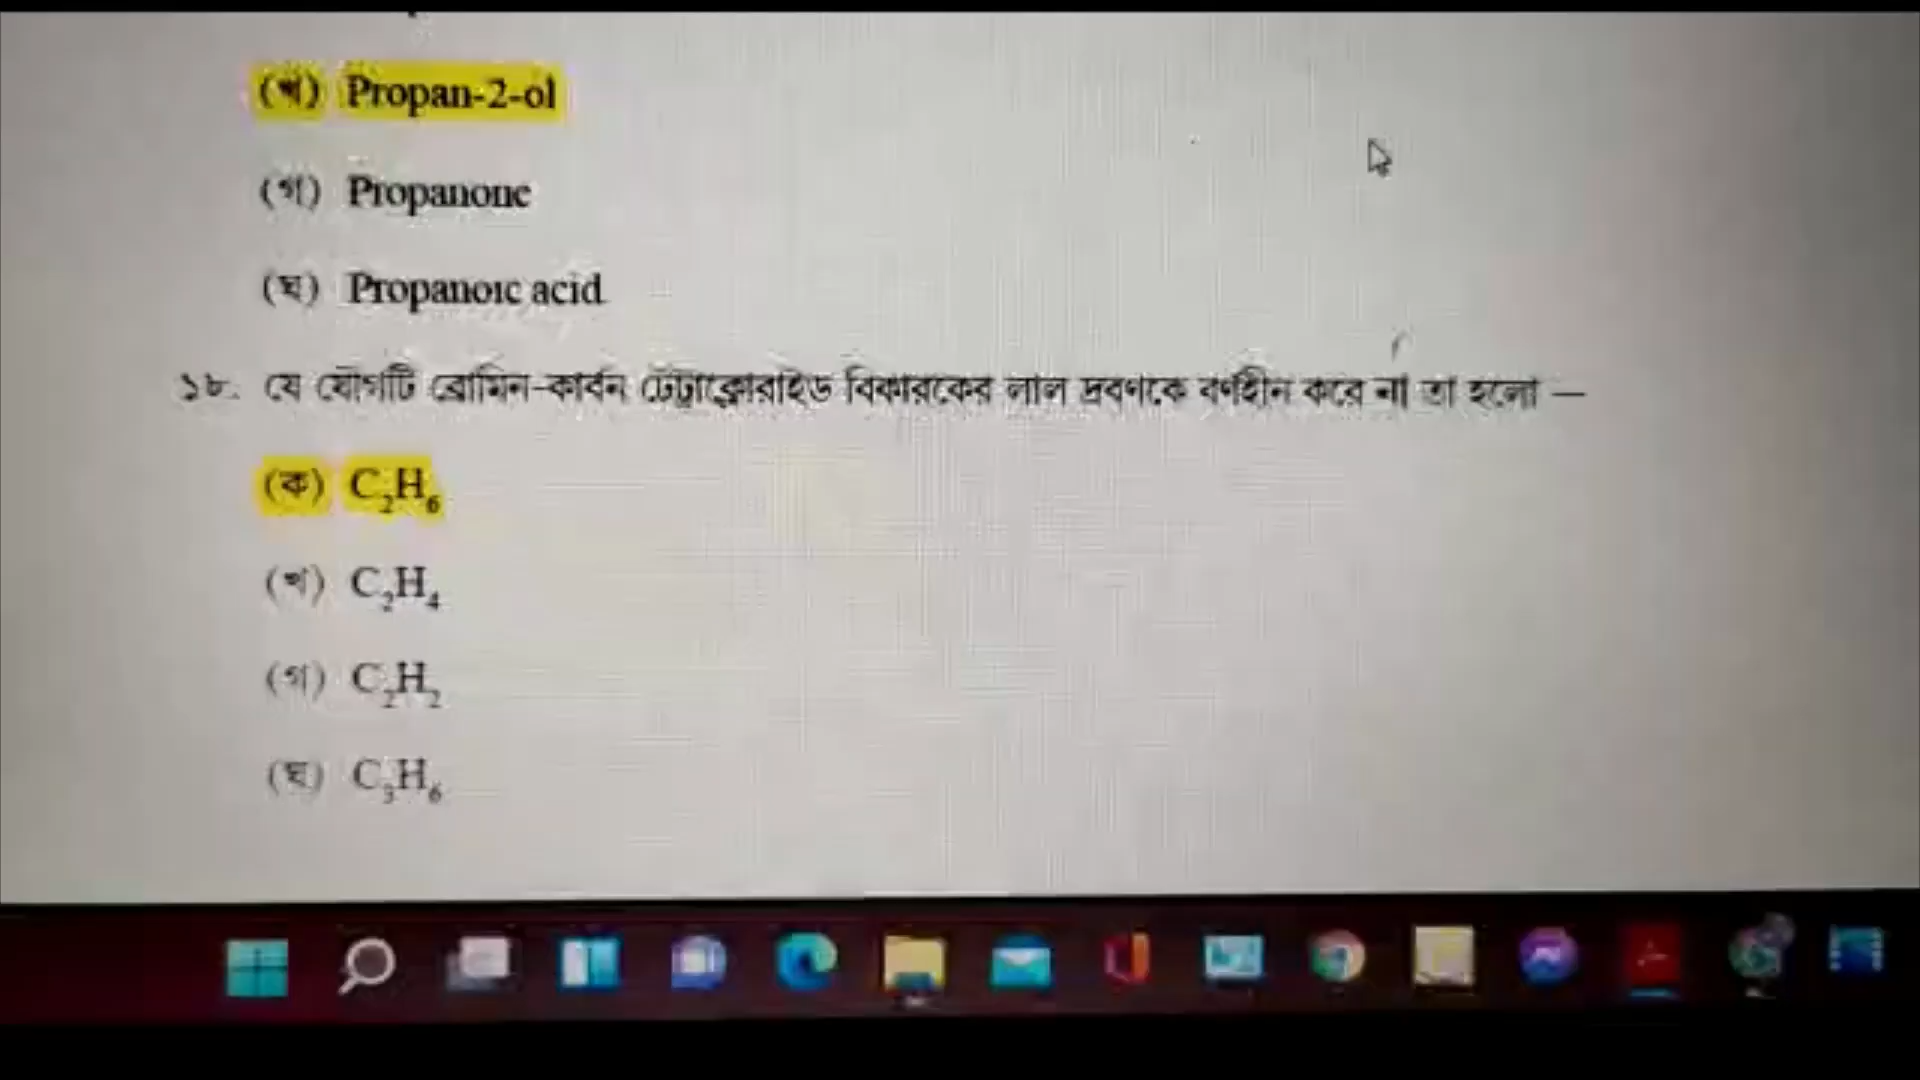 (খ) Propan-2-ol
(গ) Propanone
(ঘ) Propanoic acid
১৮. যে যৌগটি ব্রোমিন-কার্বন টেট্রাক্লোরাইড বিকারকের লাল দ্রবণকে বর্ণহীন করে না তা হলো –
(ক) C₂H₆
(খ) C₂H₄
(গ) C₂H₂
(ঘ) C₃H₆